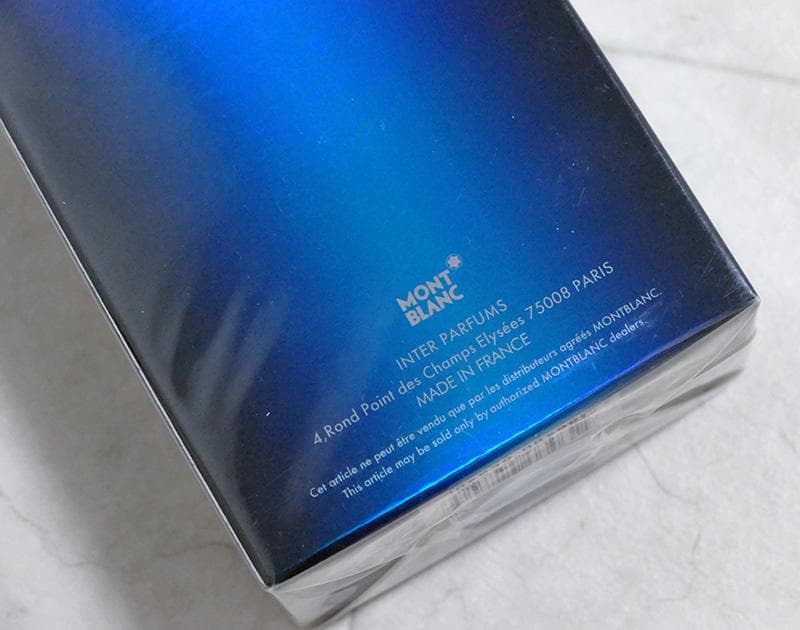 MONT
BLANC
INTER PARFUMS
4,Rond Point des Champs Elysées 75008 PARIS
MADE IN FRANCE
Cet article ne peut être vendu que par les distributeurs agréés MONTBLANC.
This article may be sold only by authorized MONTBLANC dealers.